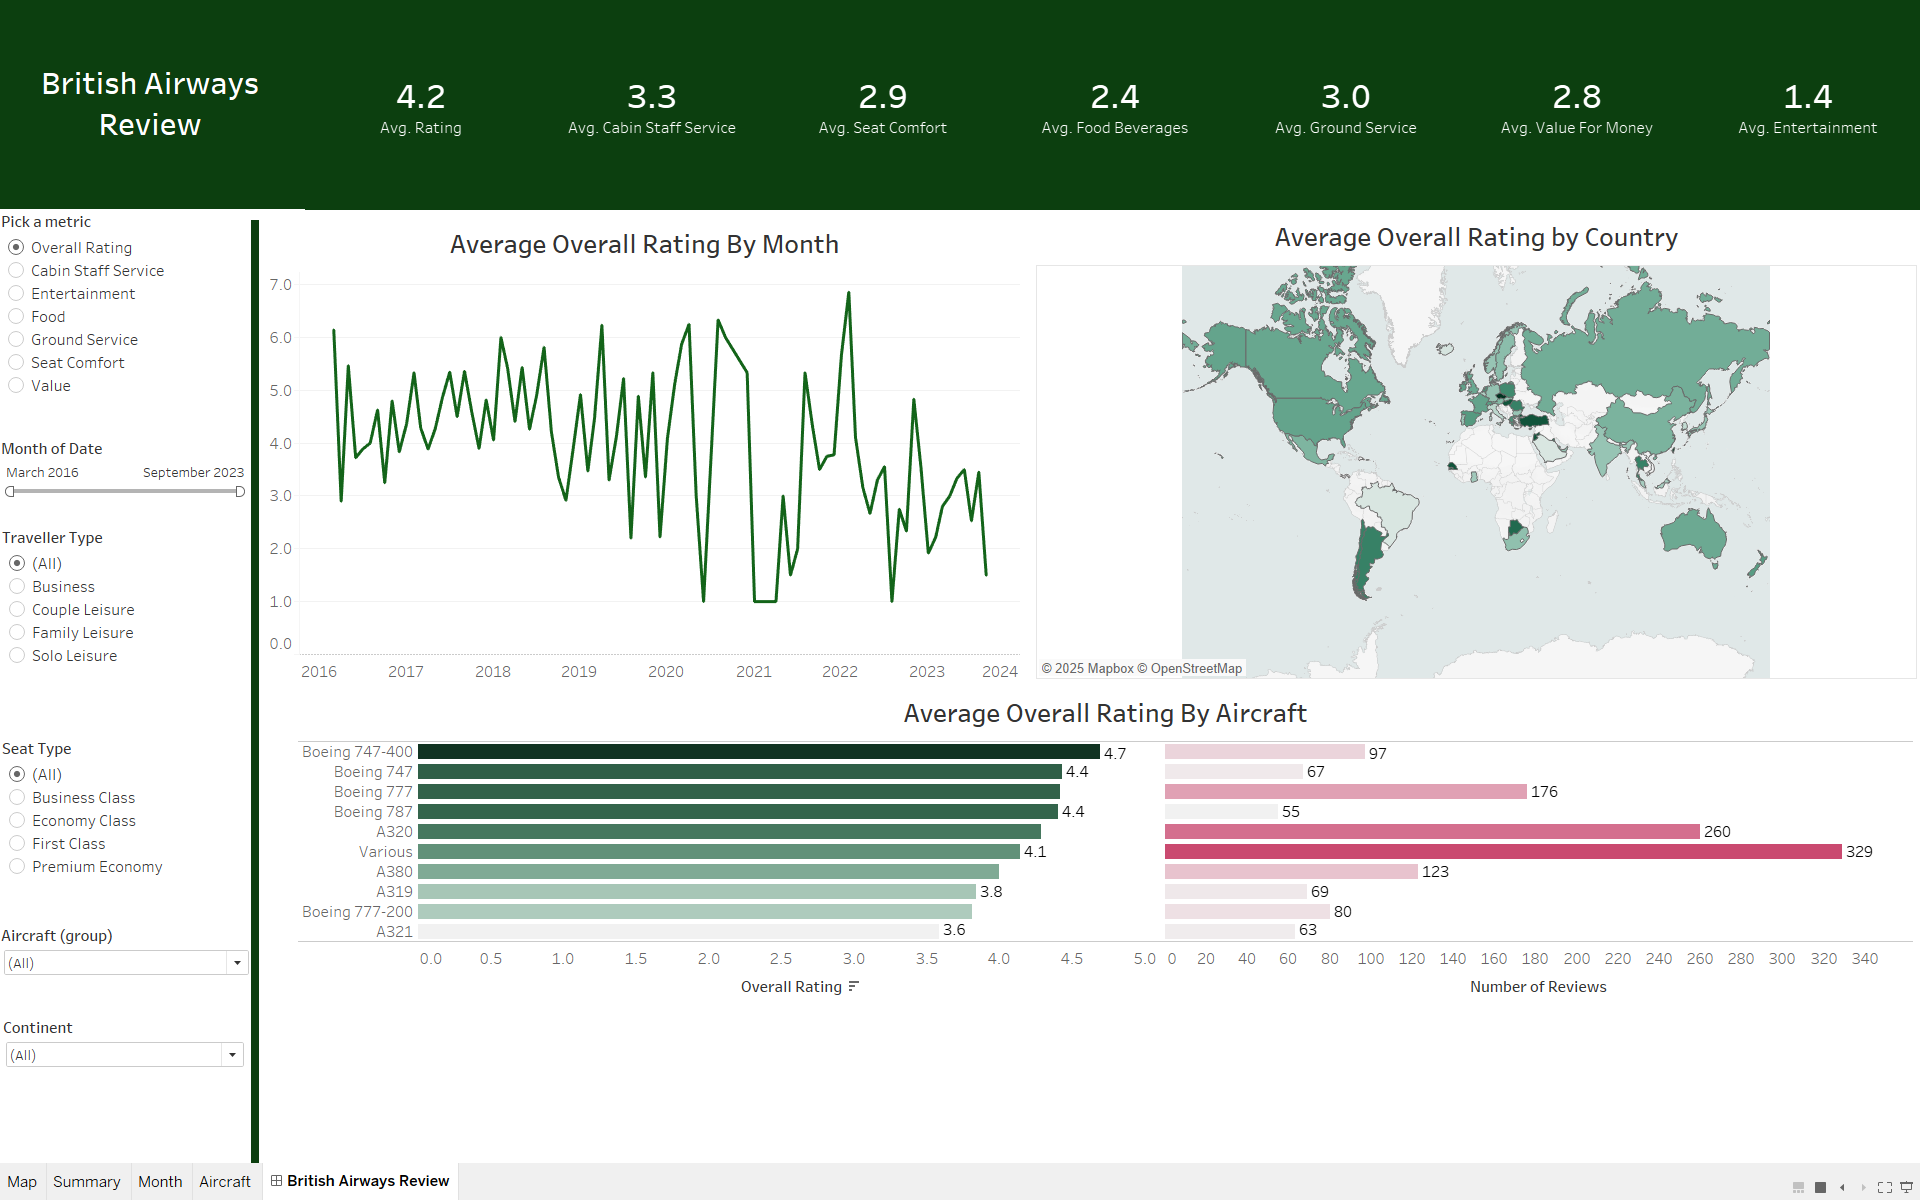 British Airways
Review
4.2
Avg. Rating
3.3
Avg. Cabin Staff Service
2.9
Avg. Seat Comfort
2.4
Avg. Food Beverages
3.0
Avg. Ground Service
2.8
Avg. Value For Money
1.4
Avg. Entertainment
Pick a metric
Overall Rating
Cabin Staff Service
Entertainment
Food
Ground Service
Seat Comfort
Value
Month of Date
March 2016 September 2023
Traveller Type
(All)
Business
Couple Leisure
Family Leisure
Solo Leisure
Seat Type
(All)
Business Class
Economy Class
First Class
Premium Economy
Aircraft (group)
(All)
Continent
(All)
Average Overall Rating By Month
7.0
6.0
5.0
4.0
3.0
2.0
1.0
0.0
2016 2017 2018 2019 2020 2021 2022 2023 2024
Average Overall Rating by Country
© 2025 Mapbox © OpenStreetMap
Average Overall Rating By Aircraft
Boeing 747-400 4.7 97
Boeing 747 4.4 67
Boeing 777 176
Boeing 787 4.4 55
A320 260
Various 4.1 329
A380 123
A319 3.8 69
Boeing 777-200 80
A321 3.6 63
0.0 0.5 1.0 1.5 2.0 2.5 3.0 3.5 4.0 4.5 5.0 0 20 40 60 80 100 120 140 160 180 200 220 240 260 280 300 320 340
Overall Rating Number of Reviews
Map Summary Month Aircraft British Airways Review